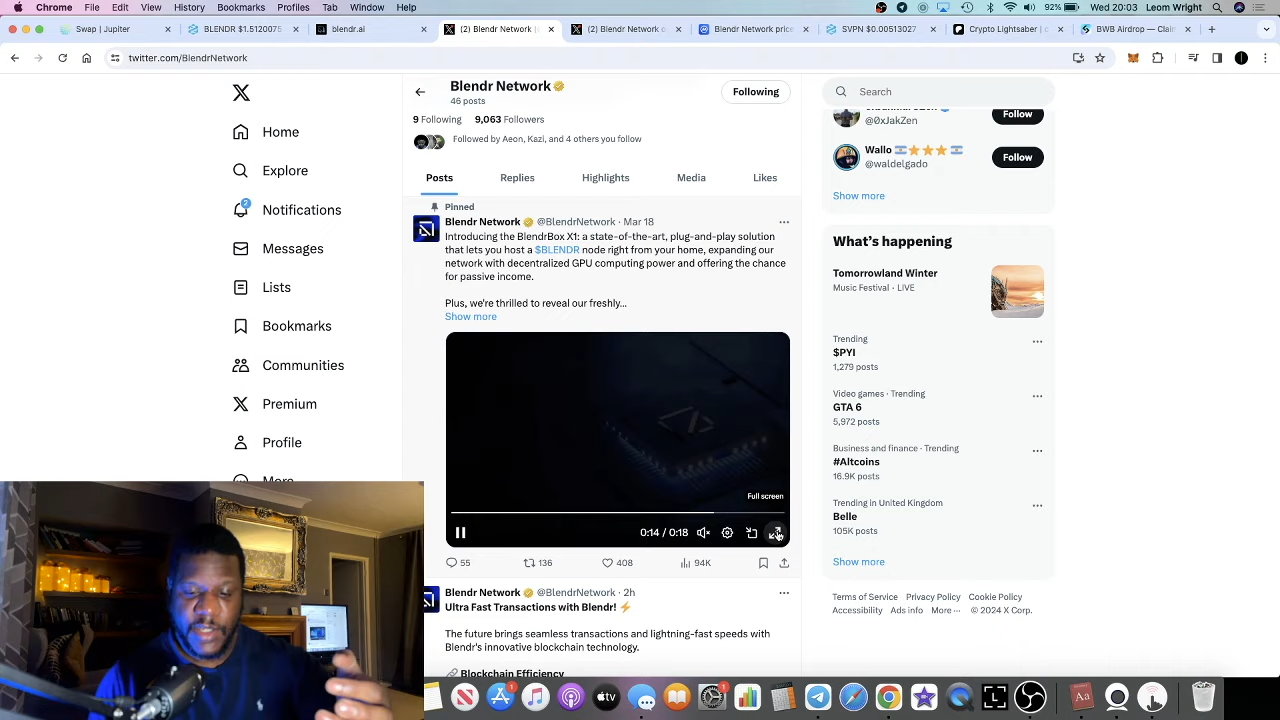 Chrome File Edit View History Bookmarks Profiles Tab Window Help
92% Wed 20:03 Leom Wright
Swap | Jupiter
BLENDR $1.5120075
blendr.ai
(2) Blendr Network (
(2) Blendr Network o
Blendr Network price
SVPN $0.00513027
Crypto Lightsaber | c
BWB Airdrop — Claim
twitter.com/BlendrNetwork
Home
Explore
2
Notifications
Messages
Lists
Bookmarks
Communities
Premium
Profile
More
Blendr Network
46 posts
Following
9 Following 9,063 Followers
Followed by Aeon, Kazi, and 4 others you follow
Posts Replies Highlights Media Likes
Pinned
Blendr Network @BlendrNetwork · Mar 18
Introducing the BlendrBox X1: a state-of-the-art, plug-and-play solution
that lets you host a $BLENDR node right from your home, expanding our
network with decentralized GPU computing power and offering the chance
for passive income.
Plus, we're thrilled to reveal our freshly…
Show more
Full screen
0:14 / 0:18
55 136 408 94K
Blendr Network @BlendrNetwork · 2h
Ultra Fast Transactions with Blendr! ⚡
The future brings seamless transactions and lightning-fast speeds with
Blendr's innovative blockchain technology.
Blockchain Efficiency
Search
@0xJakZen
Follow
Wallo
@waldelgado
Follow
Show more
What's happening
Tomorrowland Winter
Music Festival · LIVE
Trending
$PYI
1,279 posts
Video games · Trending
GTA 6
5,972 posts
Business and finance · Trending
#Altcoins
16.9K posts
Trending in United Kingdom
Belle
105K posts
Show more
Terms of Service Privacy Policy Cookie Policy
Accessibility Ads info More ··· © 2024 X Corp.
tv